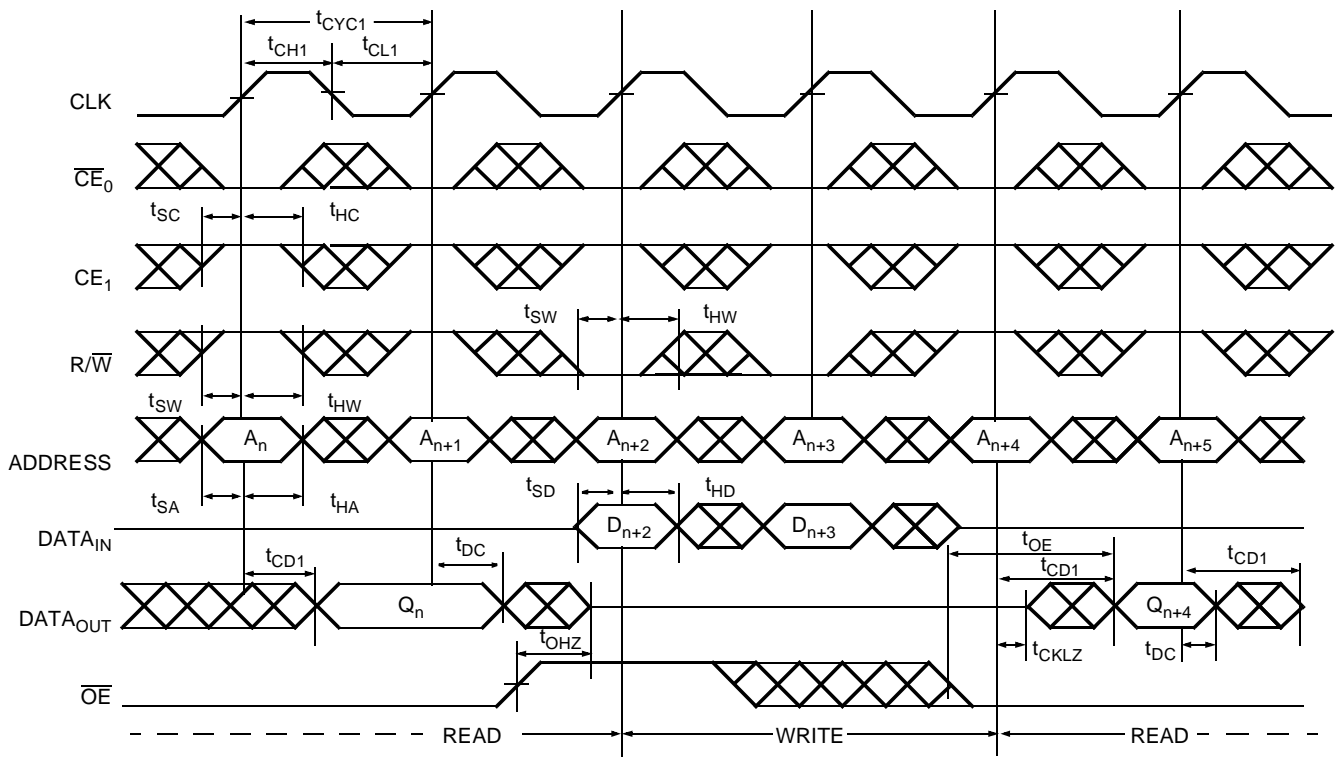 tCYC1
tCH1 tCL1
CLK
CE0
tSC tHC
CE1
tSW tHW
R/W
tSW tHW
An An+1 An+2 An+3 An+4 An+5
ADDRESS
tSA tHA tSD tHD
DATAIN Dn+2 Dn+3
tOE
tCD1 tDC tCD1 tCD1
DATAOUT Qn Qn+4
tOHZ tCKLZ tDC
OE
READ WRITE READ